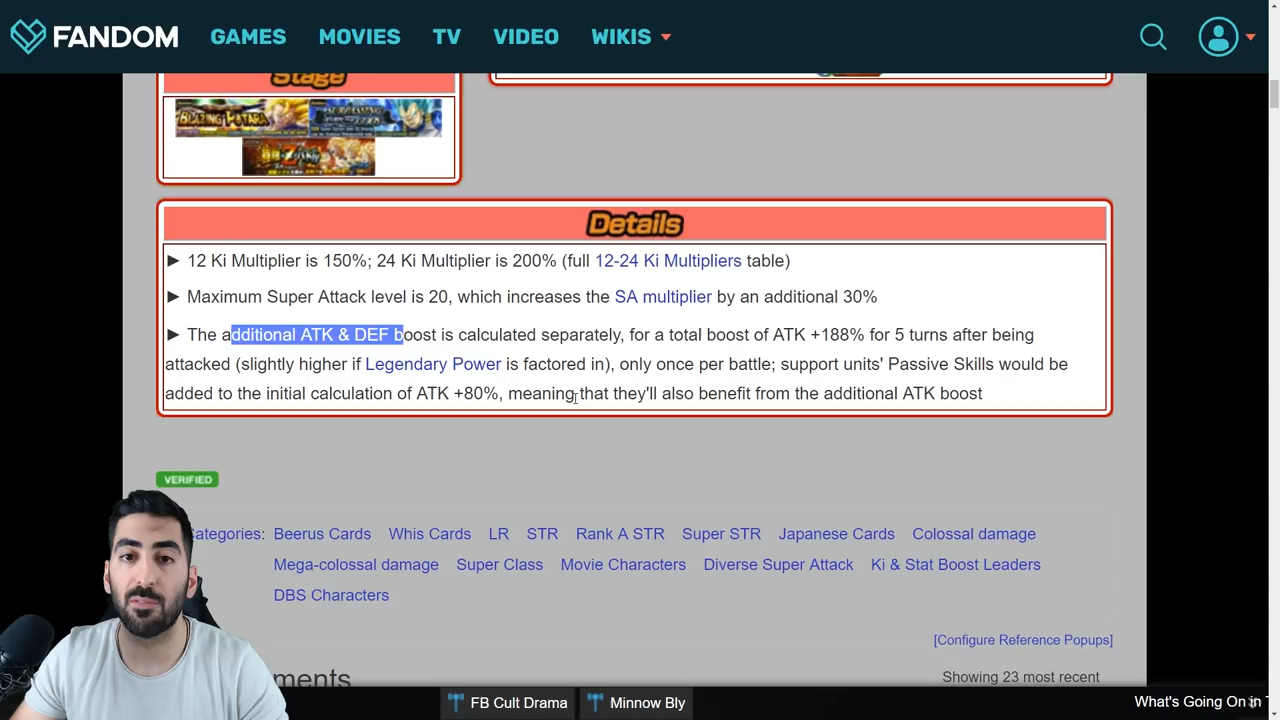 FANDOM GAMES MOVIES TV VIDEO WIKIS
Stage
BLAZING POTARA
Details
► 12 Ki Multiplier is 150%; 24 Ki Multiplier is 200% (full 12-24 Ki Multipliers table)
► Maximum Super Attack level is 20, which increases the SA multiplier by an additional 30%
► The additional ATK & DEF boost is calculated separately, for a total boost of ATK +188% for 5 turns after being
attacked (slightly higher if Legendary Power is factored in), only once per battle; support units' Passive Skills would be
added to the initial calculation of ATK +80%, meaning that they'll also benefit from the additional ATK boost
VERIFIED
ategories: Beerus Cards Whis Cards LR STR Rank A STR Super STR Japanese Cards Colossal damage
Mega-colossal damage Super Class Movie Characters Diverse Super Attack Ki & Stat Boost Leaders
DBS Characters
[Configure Reference Popups]
ments
Showing 23 most recent
FB Cult Drama Minnow Bly What's Going On in